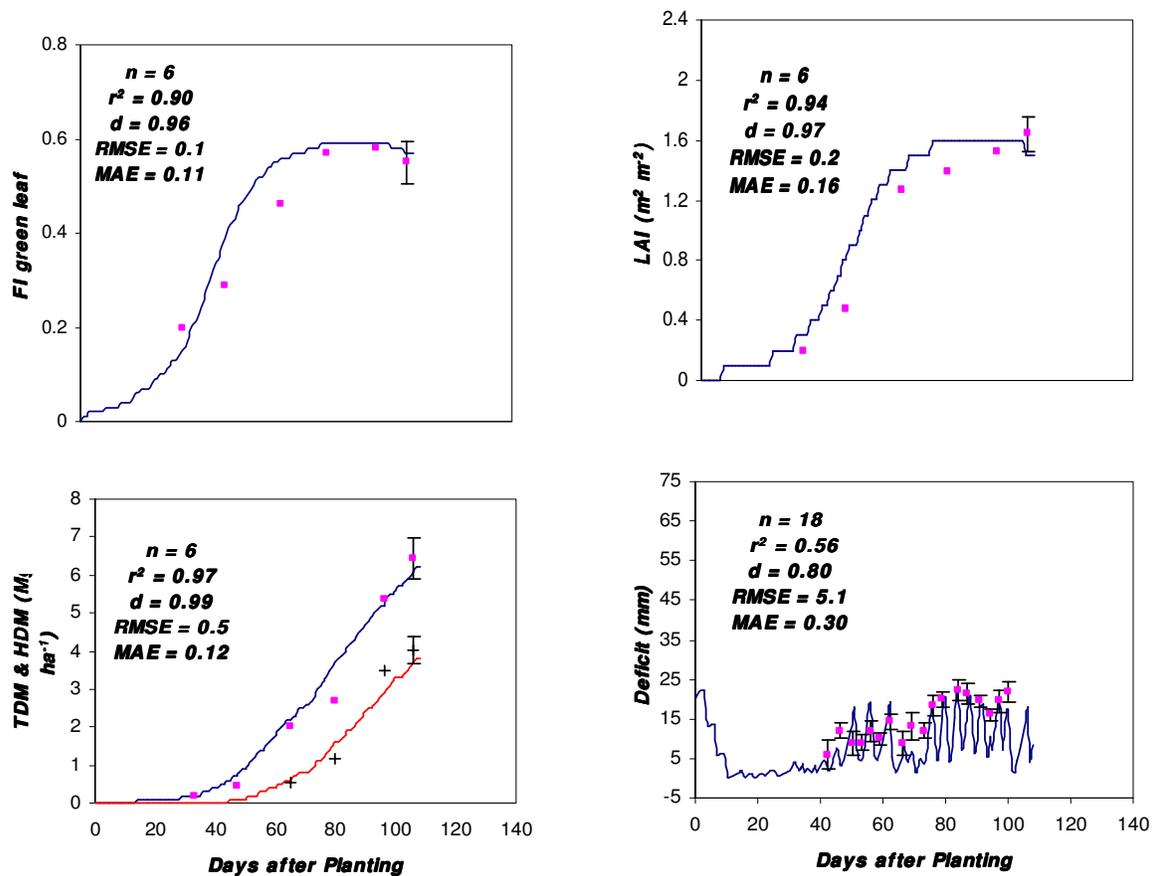 0.8
0.6
0.4
0.2
0
FI green leaf
n = 6
r² = 0.90
d = 0.96
RMSE = 0.1
MAE = 0.11
2.4
2
1.6
1.2
0.8
0.4
0
LAI (m² m⁻²)
n = 6
r² = 0.94
d = 0.97
RMSE = 0.2
MAE = 0.16
8
7
6
5
4
3
2
1
0
TDM & HDM
ha⁻¹)
n = 6
r² = 0.97
d = 0.99
RMSE = 0.5
MAE = 0.12
0 20 40 60 80 100 120 140
Days after Planting
75
65
55
45
35
25
15
5
-5
Deficit (mm)
n = 18
r² = 0.56
d = 0.80
RMSE = 5.1
MAE = 0.30
0 20 40 60 80 100 120 140
Days after Planting